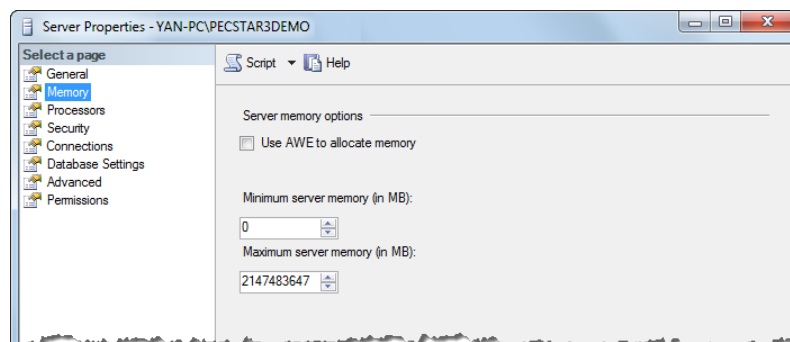 Server Properties - YAN-PC\PECSTAR3DEMO
Select a page
General
Memory
Processors
Security
Connections
Database Settings
Advanced
Permissions
Script
Help
Server memory options
Use AWE to allocate memory
Minimum server memory (in MB):
0
Maximum server memory (in MB):
2147483647